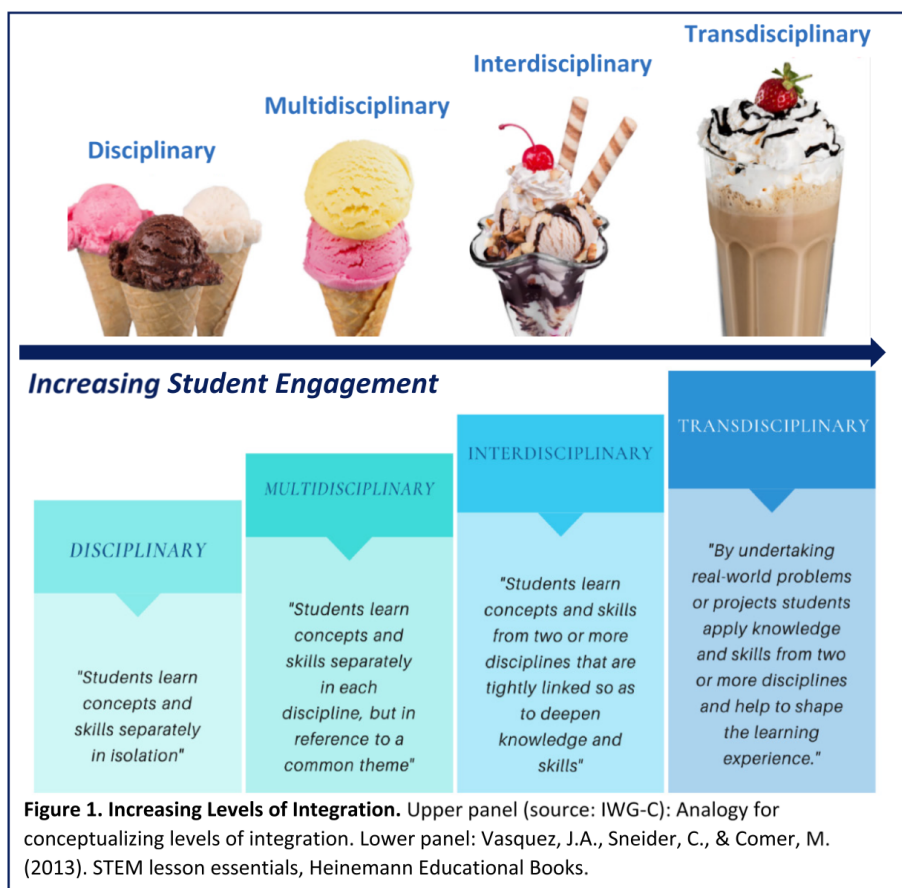 Transdisciplinary
Interdisciplinary
Multidisciplinary
Disciplinary
Increasing Student Engagement
DISCIPLINARY
"Students learn
concepts and
skills separately
in isolation"
MULTIDISCIPLINARY
"Students learn
concepts and
skills separately
in each
discipline, but in
reference to a
common theme"
INTERDISCIPLINARY
"Students learn
concepts and skills
from two or more
disciplines that are
tightly linked so as
to deepen
knowledge and
skills"
TRANSDISCIPLINARY
"By undertaking
real-world problems
or projects students
apply knowledge
and skills from two
or more disciplines
and help to shape
the learning
experience."
Figure 1. Increasing Levels of Integration. Upper panel (source: IWG-C): Analogy for
conceptualizing levels of integration. Lower panel: Vasquez, J.A., Sneider, C., & Comer, M.
(2013). STEM lesson essentials, Heinemann Educational Books.